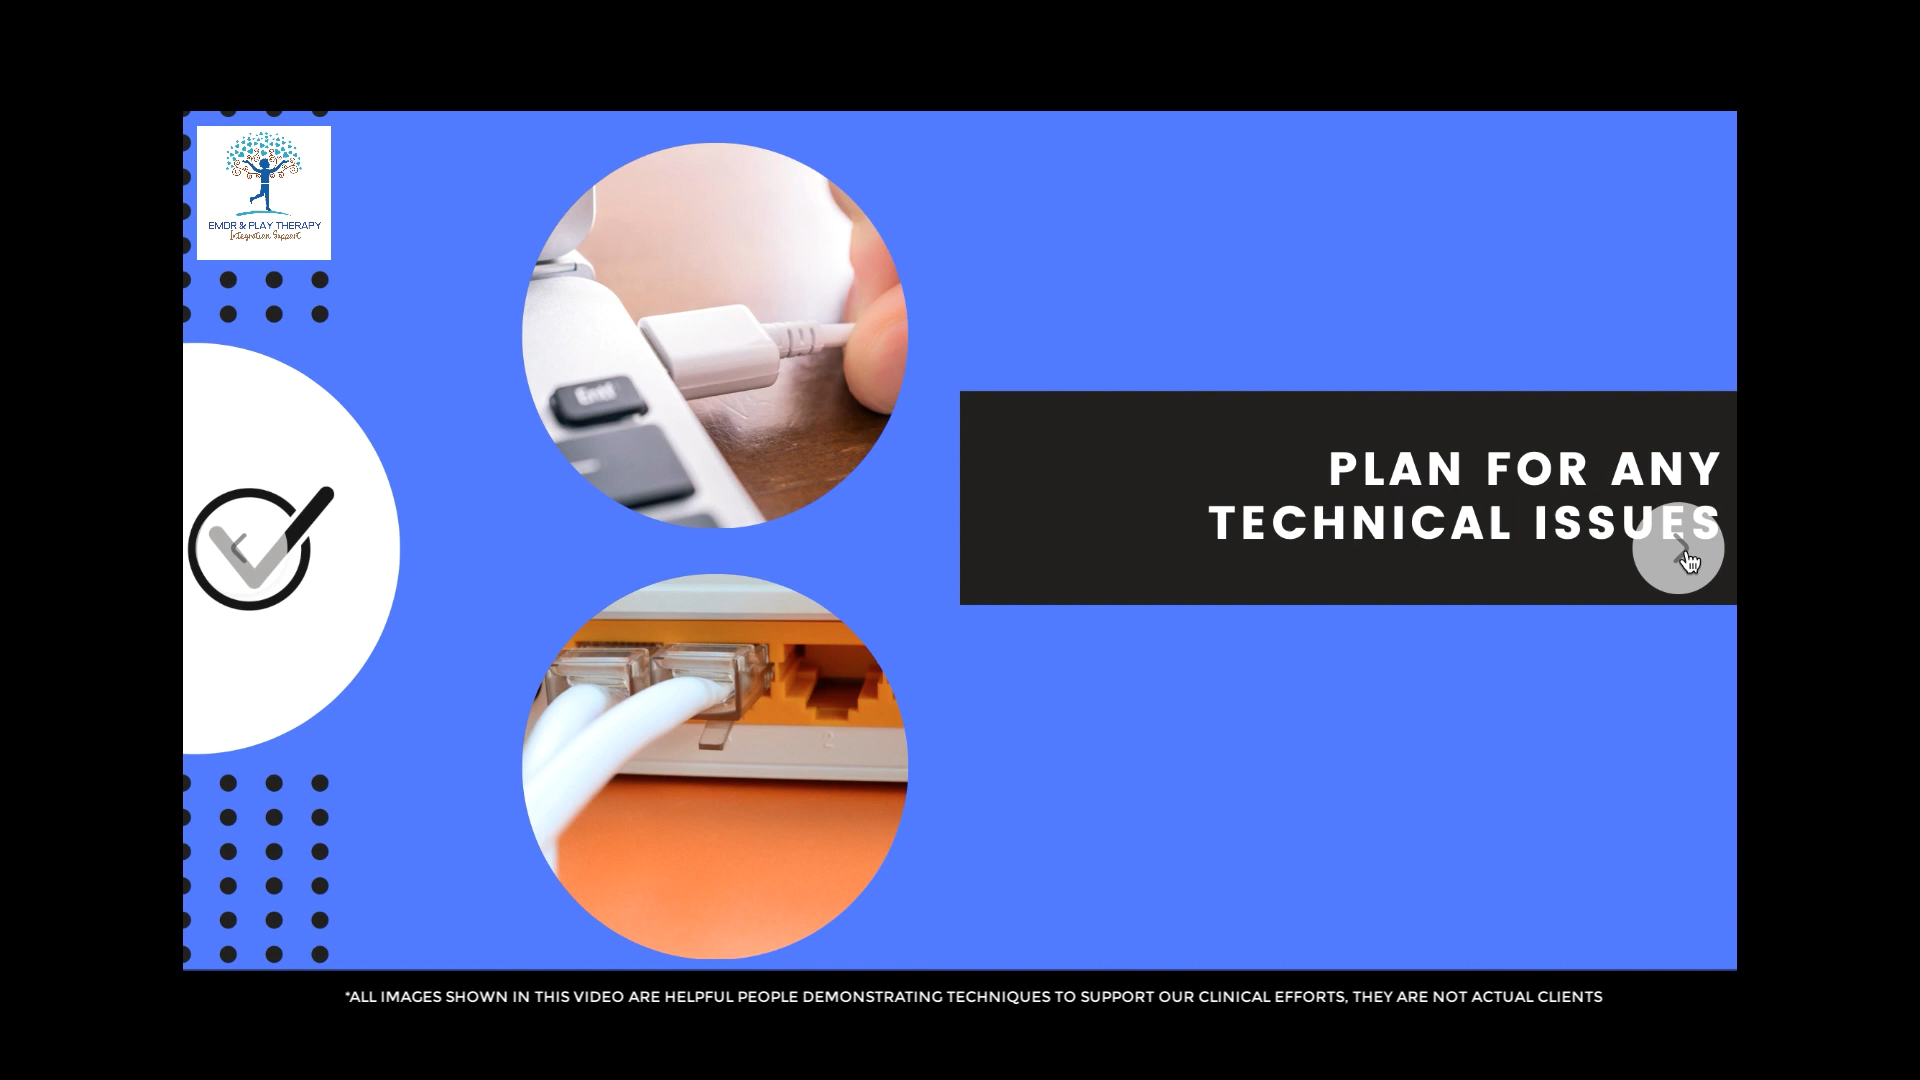 EMDR & PLAY THERAPY
Integration Support
PLAN FOR ANY
TECHNICAL ISSUES
*ALL IMAGES SHOWN IN THIS VIDEO ARE HELPFUL PEOPLE DEMONSTRATING TECHNIQUES TO SUPPORT OUR CLINICAL EFFORTS, THEY ARE NOT ACTUAL CLIENTS